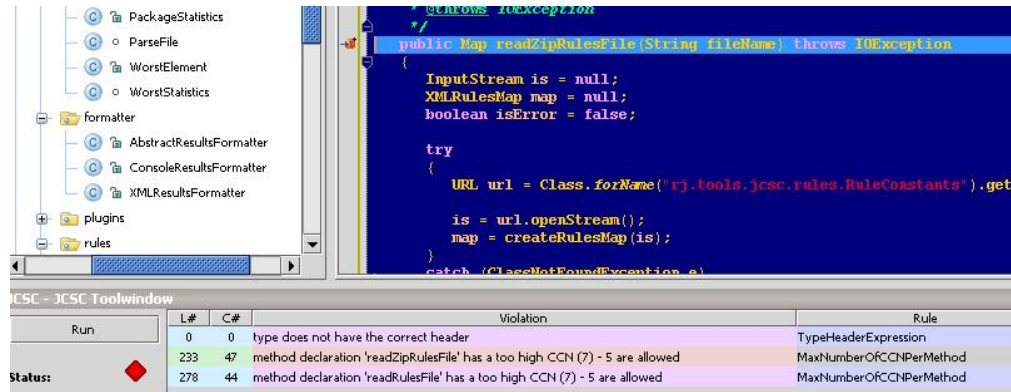 PackageStatistics
ParseFile
WorstElement
WorstStatistics
formatter
AbstractResultsFormatter
ConsoleResultsFormatter
XMLResultsFormatter
plugins
rules
* @throws IOException
*/
public Map readZipRulesFile(String fileName) throws IOException
{
InputStream is = null;
XMLRulesMap map = null;
boolean isError = false;
try
{
URL url = Class.forName("rj.tools.jcsc.rules.RuleConstants").get
is = url.openStream();
map = createRulesMap(is);
}
catch (ClassNotFoundException e)
JCSC - JCSC Toolwindow
Run
Status:
L# C# Violation Rule
0 0 type does not have the correct header TypeHeaderExpression
233 47 method declaration 'readZipRulesFile' has a too high CCN (7) - 5 are allowed MaxNumberOfCCNPerMethod
278 44 method declaration 'readRulesFile' has a too high CCN (7) - 5 are allowed MaxNumberOfCCNPerMethod